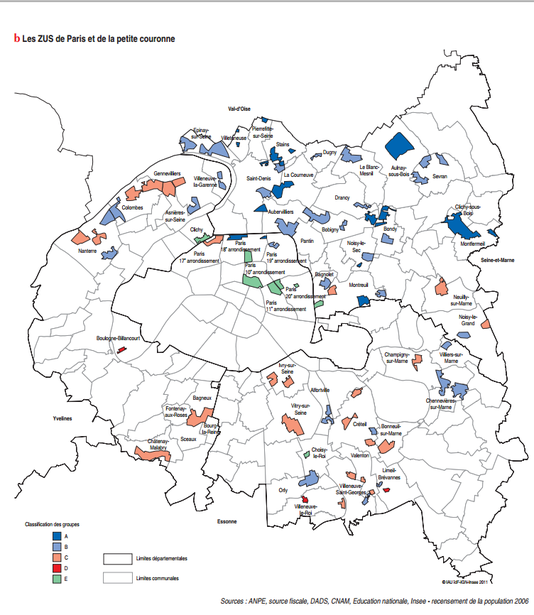 b Les ZUS de Paris et de la petite couronne
Val-d'Oise
Epinay-
sur-Seine
Villetaneuse
Pierrefitte-
sur-Seine
Stains
Dugny
Le Blanc-
Mesnil
Aulnay-
sous-Bois
Sevran
Gennevilliers
Villeneuve-
la-Garenne
Saint-Denis
La Courneuve
Colombes
Asnières-
sur-Seine
Aubervilliers
Drancy
Clichy-sous-
Bois
Clichy
Nanterre
Paris
17e arrondissement
Paris
18e arrondissement
Paris
19e arrondissement
Paris
10e arrondissement
Paris
20e arrondissement
Paris
11e arrondissement
Pantin
Bobigny
Noisy-le-
Sec
Bondy
Montfermeil
Seine-et-Marne
Bagnolet
Montreuil
Neuilly-
sur-Marne
Noisy-le-
Grand
Boulogne-Billancourt
Champigny-
sur-Marne
Villiers-sur-
Marne
Chennevières-
sur-Marne
Ivry-sur-
Seine
Alfortville
Vitry-sur-
Seine
Créteil
Bonneuil-
sur-Marne
Bagneux
Fontenay-
aux-Roses
Bourg-
la-Reine
Sceaux
Châtenay-
Malabry
Yvelines
Choisy-
le-Roi
Valenton
Limeil-
Brévannes
Orly
Villeneuve-
Saint-Georges
Villeneuve-
le-Roi
Essonne
Classification des groupes
A
B
C
D
E
Limites départementales
Limites communales
© IAU îdF-IGN-Insee 2011
Sources : ANPE, source fiscale, DADS, CNAM, Education nationale, Insee - recensement de la population 2006